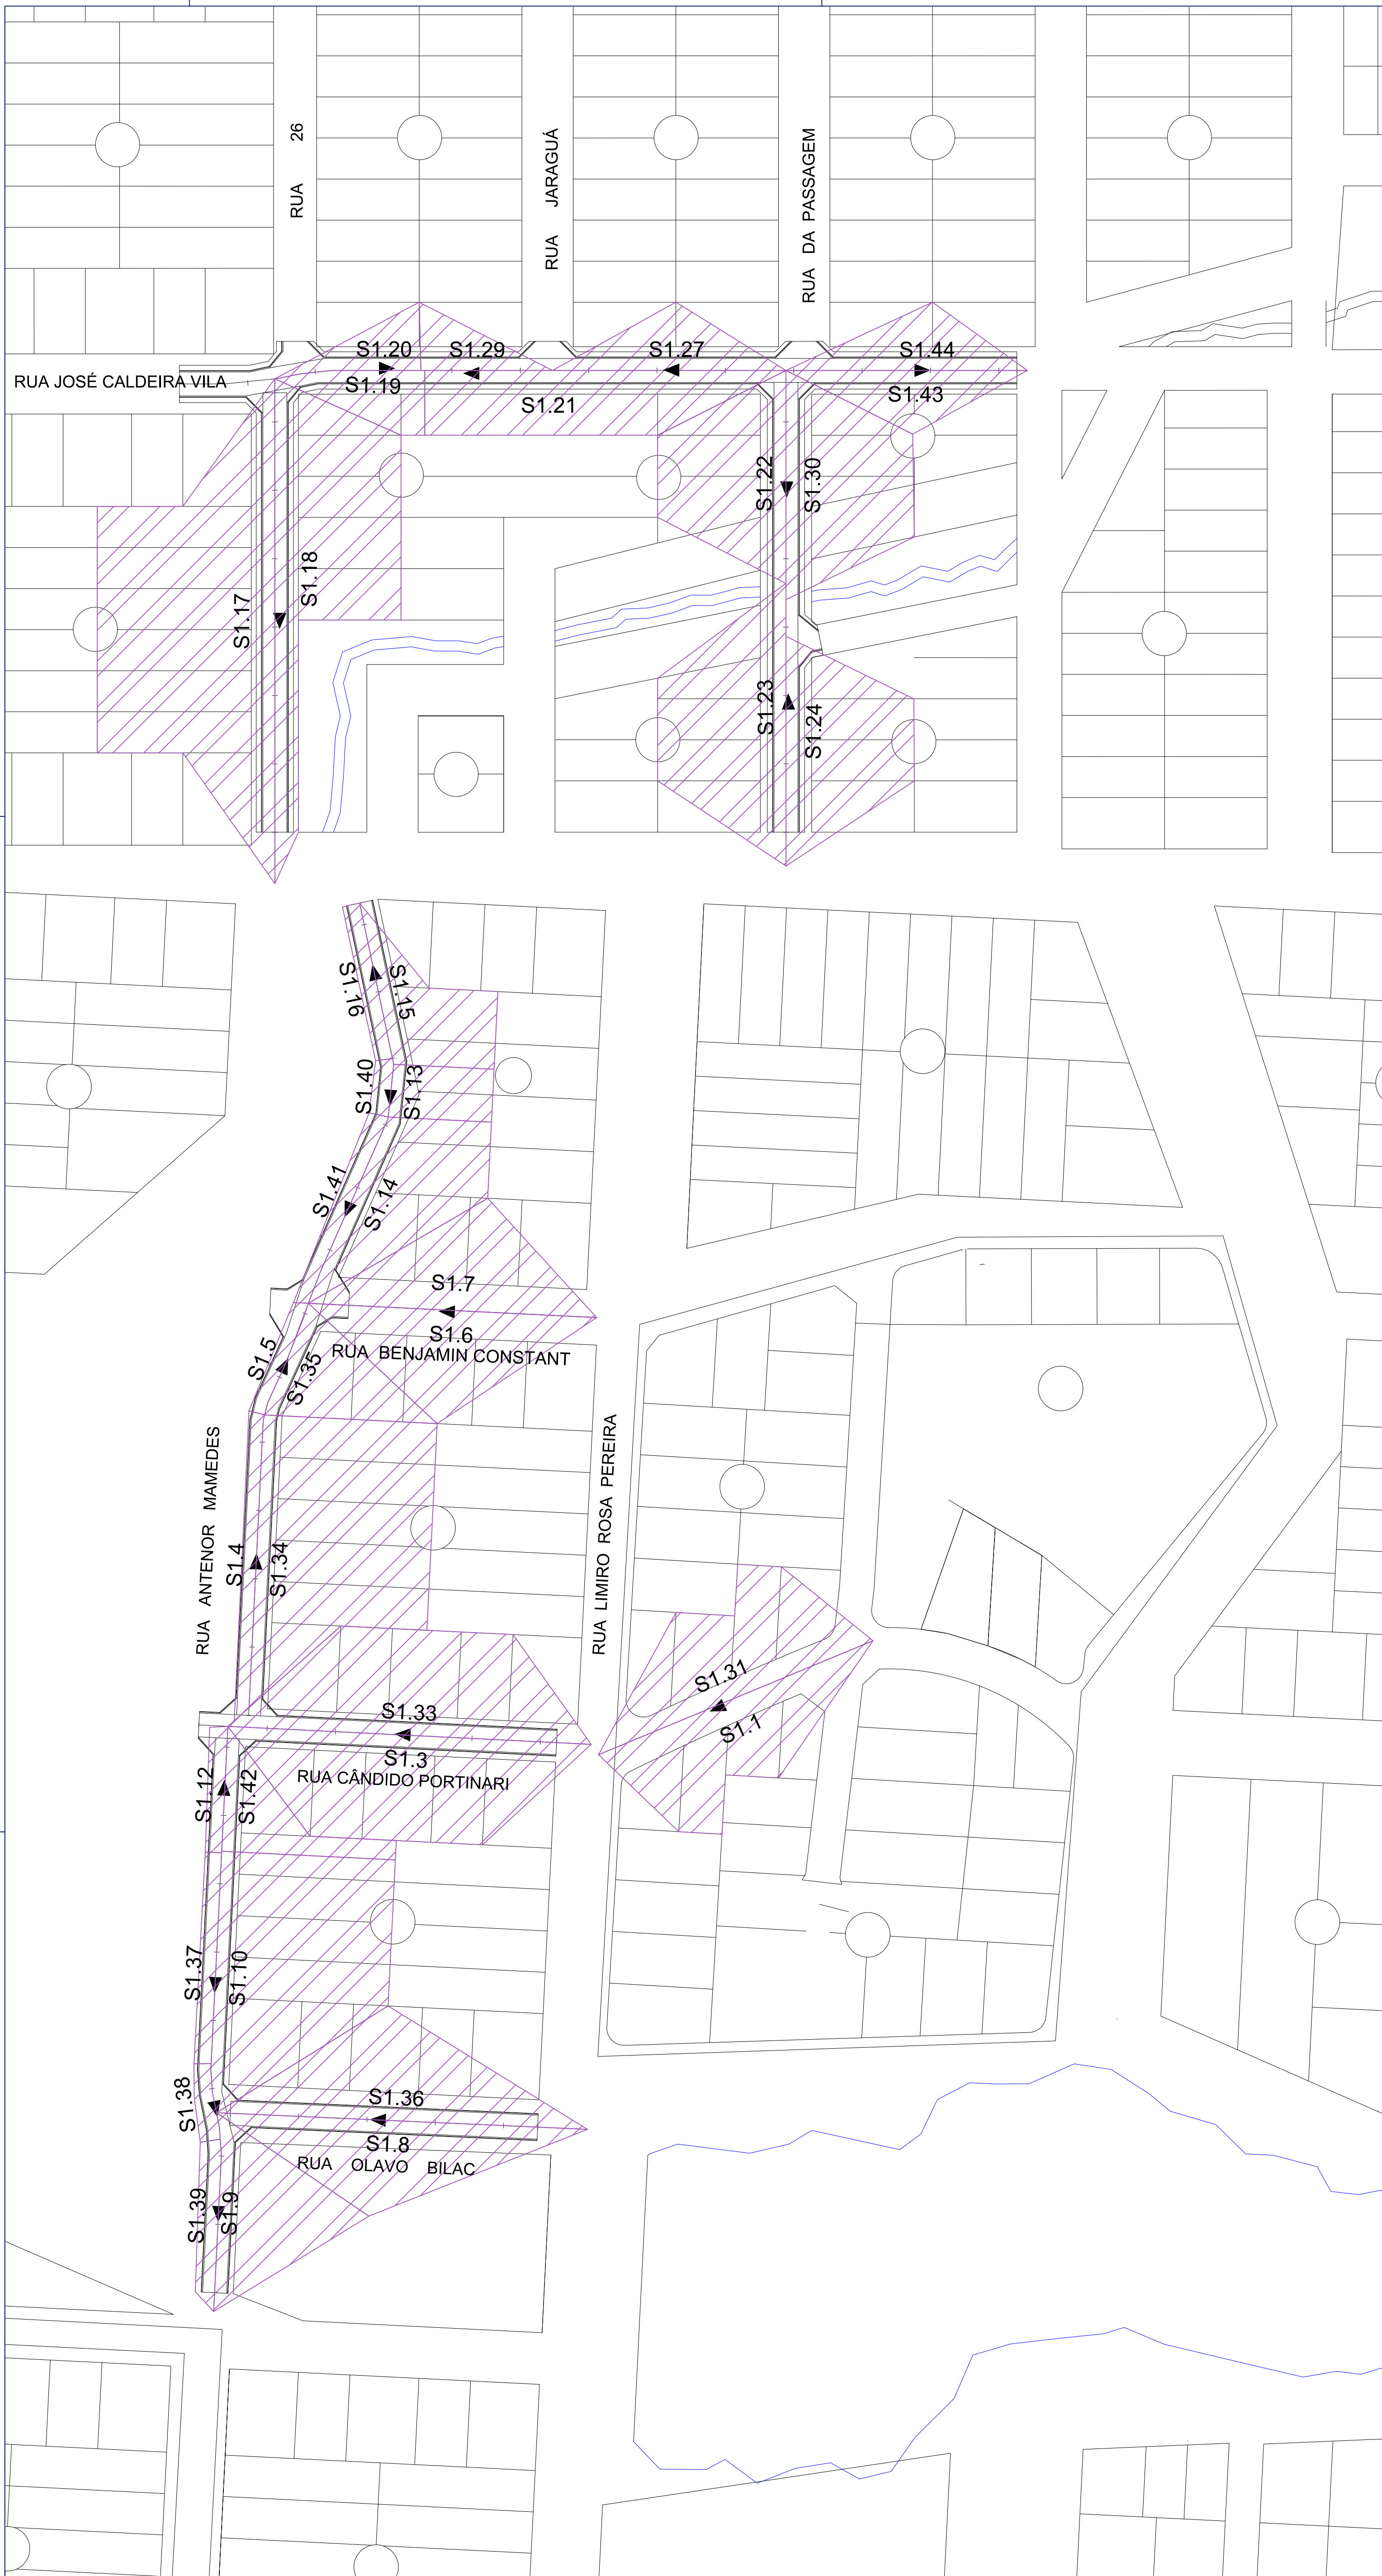 RUA 26
RUA JARAGUÁ
RUA DA PASSAGEM
S1.20
S1.29
S1.27
S1.44
RUA JOSÉ CALDEIRA VILA
S1.19
S1.21
S1.43
S1.22
S1.30
S1.17
S1.18
S1.23
S1.24
S1.16
S1.15
S1.40
S1.13
S1.41
S1.14
S1.7
S1.6
RUA BENJAMIN CONSTANT
S1.5
S1.35
RUA ANTENOR MAMEDES
S1.4
S1.34
RUA LIMIRO ROSA PEREIRA
S1.31
S1.1
S1.33
S1.3
RUA CÂNDIDO PORTINARI
S1.12
S1.42
S1.37
S1.10
S1.38
S1.36
S1.8
RUA OLAVO BILAC
S1.39
S1.9